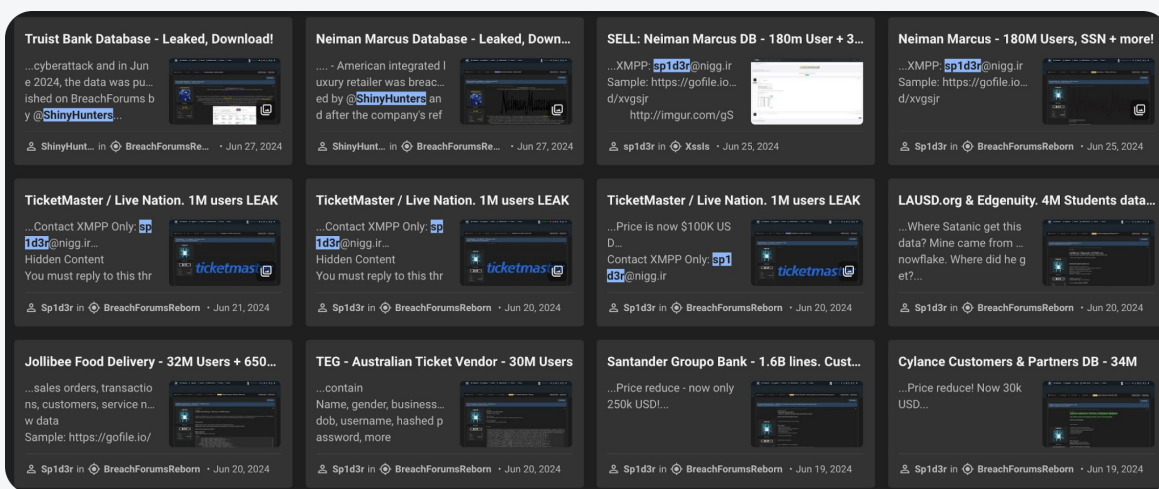 Truist Bank Database - Leaked, Download!
...cyberattack and in Jun
e 2024, the data was pu...
ished on BreachForums b
y @ShinyHunters...
ShinyHunt... in BreachForumsRe... • Jun 27, 2024
Neiman Marcus Database - Leaked, Down...
.... - American integrated l
uxury retailer was breac...
ed by @ShinyHunters an
d after the company's ref
ShinyHunt... in BreachForumsRe... • Jun 27, 2024
SELL: Neiman Marcus DB - 180m User + 3...
...XMPP: sp1d3r@nigg.ir
Sample: https://gofile.io...
d/xvgsjr
http://imgur.com/gS
sp1d3r in XssIs • Jun 25, 2024
Neiman Marcus - 180M Users, SSN + more!
...XMPP: sp1d3r@nigg.ir
Sample: https://gofile.io...
d/xvgsjr
Sp1d3r in BreachForumsReborn • Jun 25, 2024
TicketMaster / Live Nation. 1M users LEAK
...Contact XMPP Only: sp
1d3r@nigg.ir...
Hidden Content
You must reply to this thr
ticketmast
Sp1d3r in BreachForumsReborn • Jun 21, 2024
TicketMaster / Live Nation. 1M users LEAK
...Contact XMPP Only: sp
1d3r@nigg.ir...
Hidden Content
You must reply to this thr
ticketmast
Sp1d3r in BreachForumsReborn • Jun 20, 2024
TicketMaster / Live Nation. 1M users LEAK
...Price is now $100K US
D...
Contact XMPP Only: sp1
d3r@nigg.ir
ticketmast
Sp1d3r in BreachForumsReborn • Jun 20, 2024
LAUSD.org & Edgenuity. 4M Students data...
...Where Satanic get this
data? Mine came from ...
nowflake. Where did he g
et?...
Sp1d3r in BreachForumsReborn • Jun 20, 2024
Jollibee Food Delivery - 32M Users + 650...
...sales orders, transactio
ns, customers, service n...
w data
Sample: https://gofile.io/
Sp1d3r in BreachForumsReborn • Jun 20, 2024
TEG - Australian Ticket Vendor - 30M Users
...contain
Name, gender, business...
dob, username, hashed p
assword, more
Sp1d3r in BreachForumsReborn • Jun 20, 2024
Santander Groupo Bank - 1.6B lines. Cust...
...Price reduce - now only
250k USD!...
Sp1d3r in BreachForumsReborn • Jun 19, 2024
Cylance Customers & Partners DB - 34M
...Price reduce! Now 30k
USD...
Sp1d3r in BreachForumsReborn • Jun 19, 2024